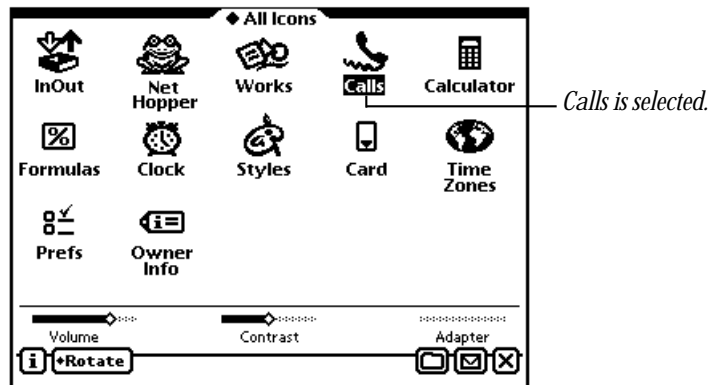 ◆ All Icons
InOut
Net Hopper
Works
Calls
Calculator
Calls is selected.
Formulas
Clock
Styles
Card
Time Zones
Prefs
Owner Info
Volume
Contrast
Adapter
i
◆Rotate
X